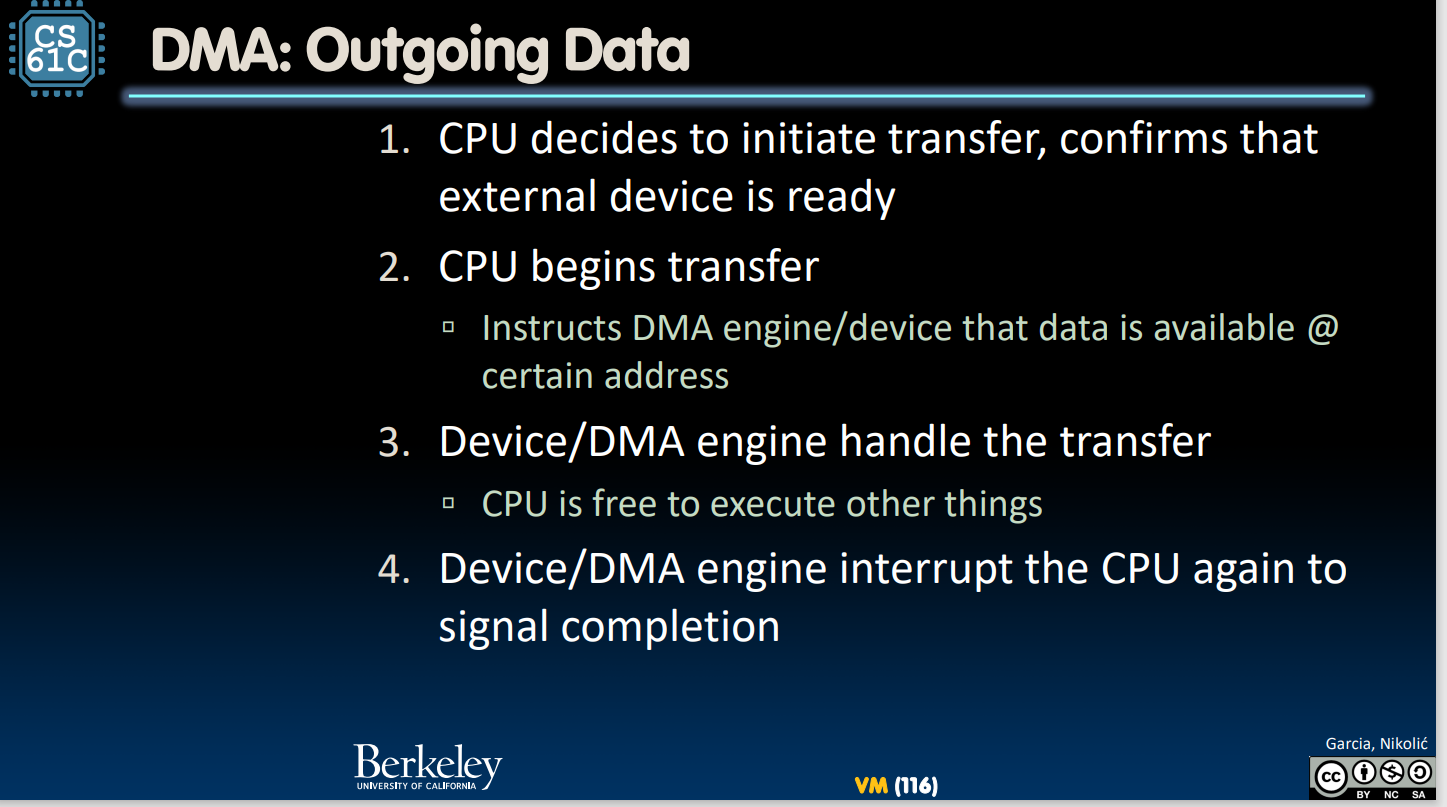 CS
61C
DMA: Outgoing Data
1. CPU decides to initiate transfer, confirms that
external device is ready
2. CPU begins transfer
▫ Instructs DMA engine/device that data is available @
certain address
3. Device/DMA engine handle the transfer
▫ CPU is free to execute other things
4. Device/DMA engine interrupt the CPU again to
signal completion
Berkeley
UNIVERSITY OF CALIFORNIA
VM (116)
Garcia, Nikolić
cc
BY NC SA